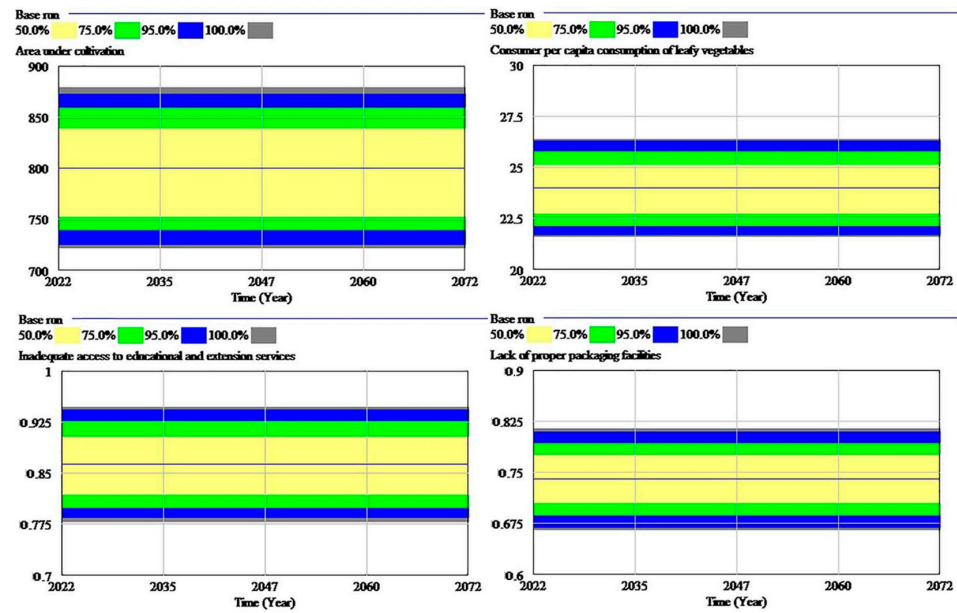 Base run
50.0% 75.0% 95.0% 100.0%
Area under cultivation
900
850
800
750
700
2022 2035 2047 2060 2072
Time (Year)
Base run
50.0% 75.0% 95.0% 100.0%
Consumer per capita consumption of leafy vegetables
30
27.5
25
22.5
20
2022 2035 2047 2060 2072
Time (Year)
Base run
50.0% 75.0% 95.0% 100.0%
Inadequate access to educational and extension services
1
0.925
0.85
0.775
0.7
2022 2035 2047 2060 2072
Time (Year)
Base run
50.0% 75.0% 95.0% 100.0%
Lack of proper packaging facilities
0.9
0.825
0.75
0.675
0.6
2022 2035 2047 2060 2072
Time (Year)